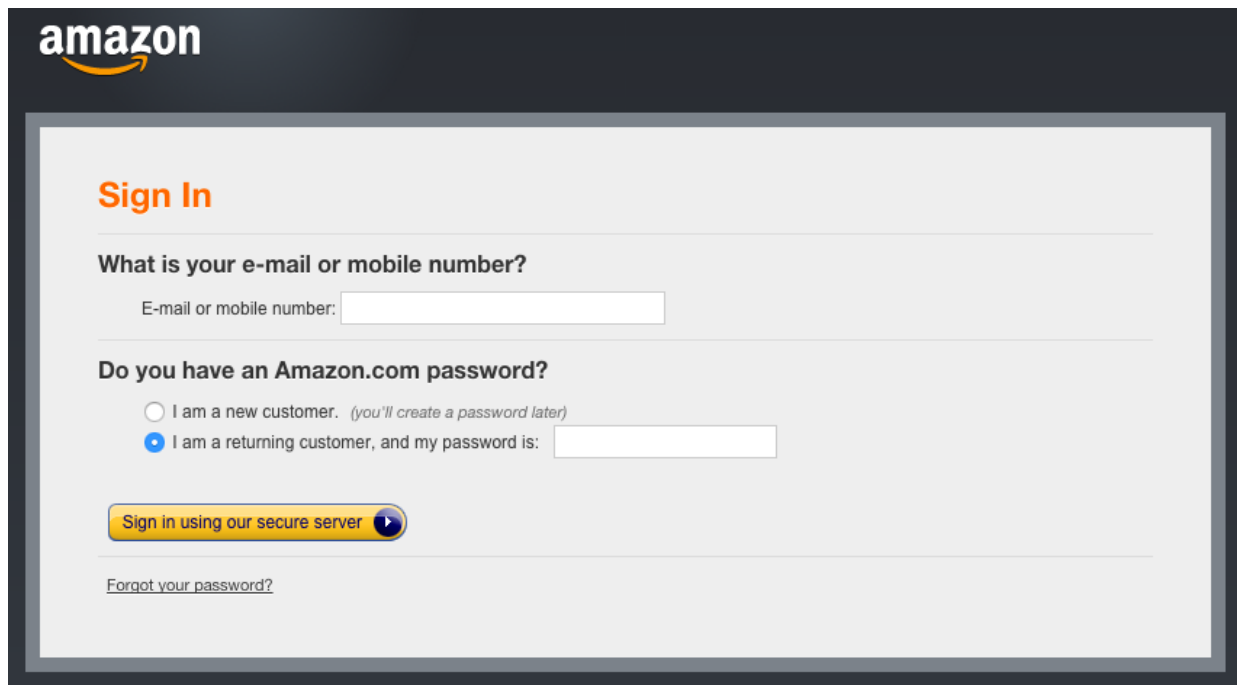 amazon
Sign In
What is your e-mail or mobile number?
E-mail or mobile number:
Do you have an Amazon.com password?
I am a new customer. (you'll create a password later)
I am a returning customer, and my password is:
Sign in using our secure server
Forgot your password?